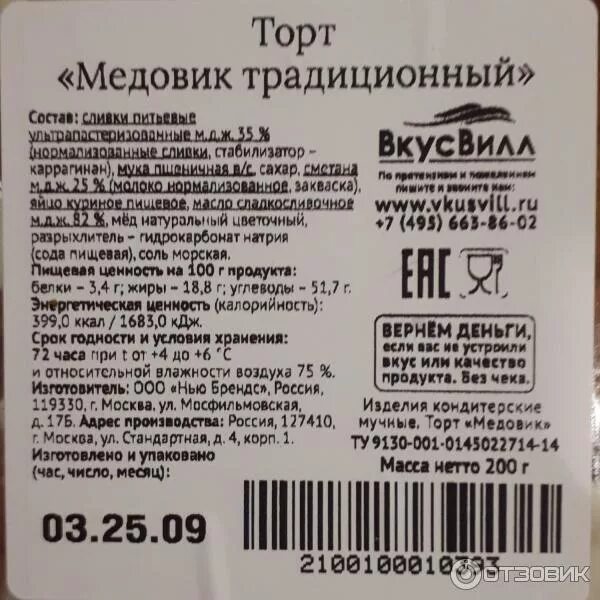 Торт
«Медовик традиционный»
Состав: сливки питьевые
ультрапастеризованные м.д.ж. 35 %
(нормализованные сливки, стабилизатор –
каррагинан), мука пшеничная в/с, сахар, сметана
м.д.ж. 25 % (молоко нормализованное, закваска),
яйцо куриное пищевое, масло сладкосливочное
м.д.ж. 82 %, мёд натуральный цветочный,
разрыхлитель – гидрокарбонат натрия
(сода пищевая), соль морская.
Пищевая ценность на 100 г продукта:
белки – 3,4 г; жиры – 18,8 г; углеводы – 51,7 г.
Энергетическая ценность (калорийность):
399,0 ккал / 1683,0 кДж.
Срок годности и условия хранения:
72 часа при t от +4 до +6 °С
и относительной влажности воздуха 75 %.
Изготовитель: ООО «Нью Брендс», Россия,
119330, г. Москва, ул. Мосфильмовская,
д. 17Б. Адрес производства: Россия, 127410,
г. Москва, ул. Стандартная, д. 4, корп. 1.
Изготовлено и упаковано
(час, число, месяц):
03.25.09
ВкусВилл
По претензиям и пожеланиям
пишите и звоните нам:
www.vkusvill.ru
+7 (495) 663-86-02
ЕАС
ВЕРНЁМ ДЕНЬГИ,
если вас не устроили
вкус или качество
продукта. Без чека.
Изделия кондитерские
мучные. Торт «Медовик»
ТУ 9130-001-0145022714-14
Масса нетто 200 г
2100100010393
ОТЗОВИК